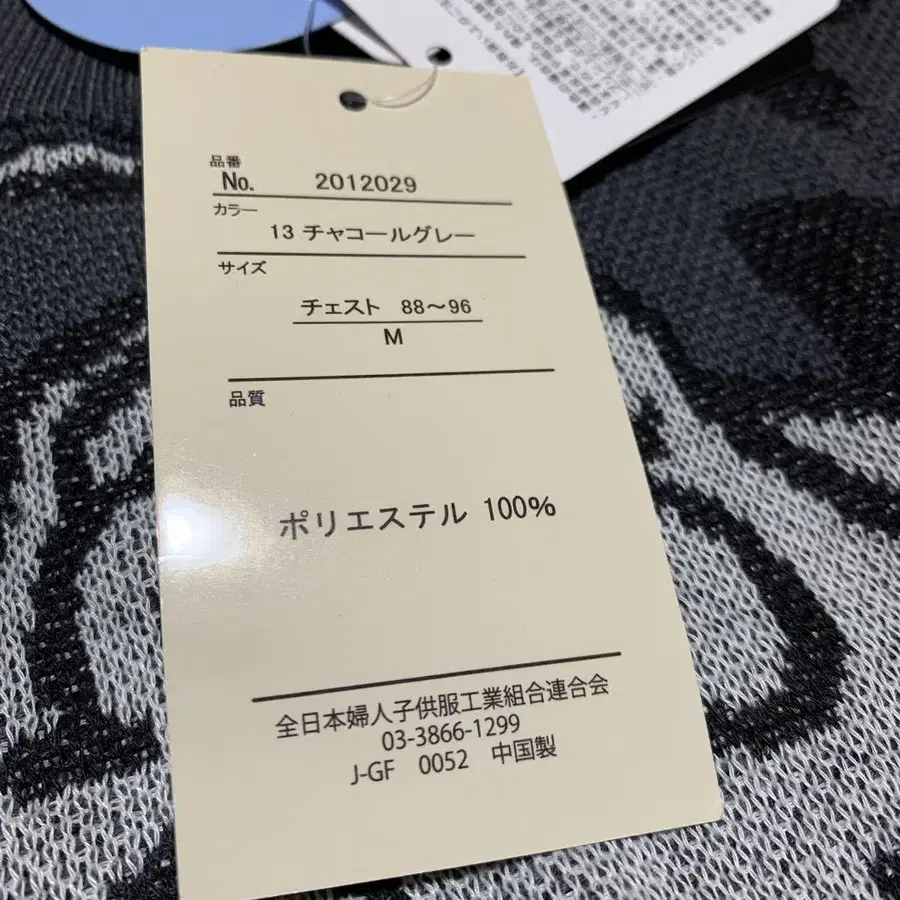 品番
No. 2012029
カラー
13 チャコールグレー
サイズ
チェスト 88～96
M
品質
ポリエステル 100%
全日本婦人子供服工業組合連合会
03-3866-1299
J-GF 0052 中国製